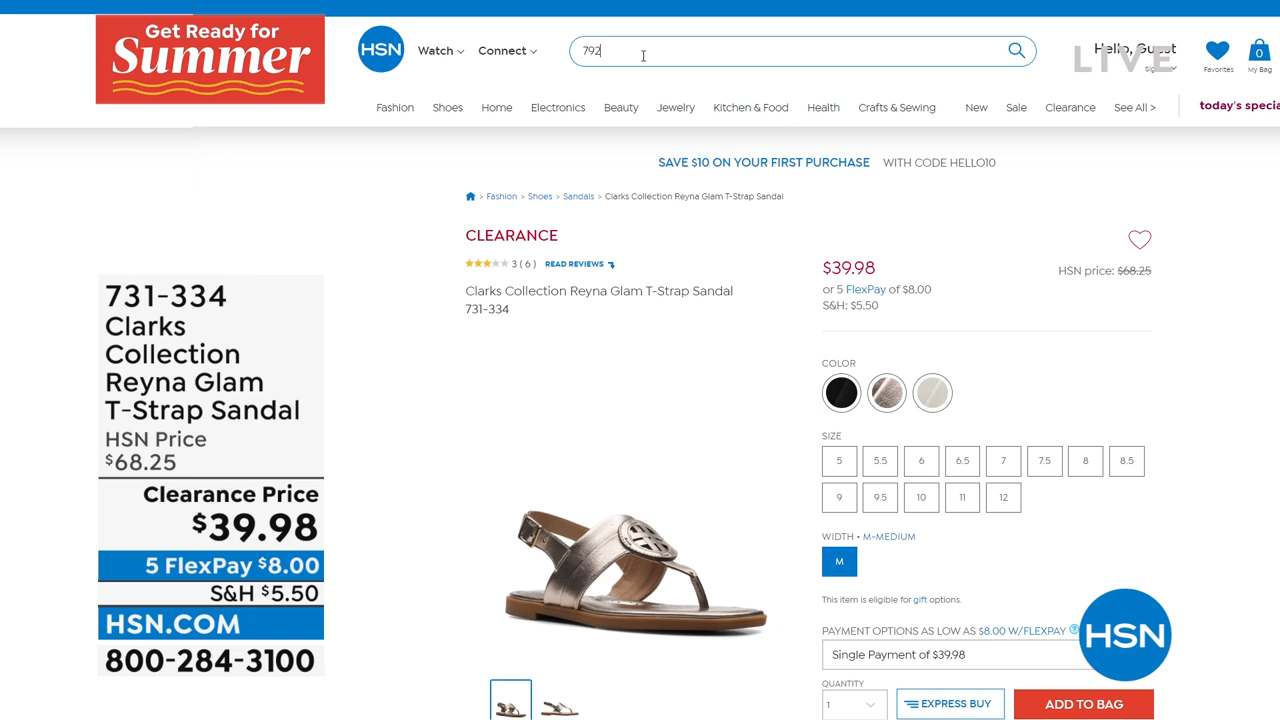 Get Ready for
Summer
HSN
Watch
Connect
792
Hello, Guest
LIVE
0
Favorites
My Bag
Fashion
Shoes
Home
Electronics
Beauty
Jewelry
Kitchen & Food
Health
Crafts & Sewing
New
Sale
Clearance
See All >
today's specia
SAVE $10 ON YOUR FIRST PURCHASE WITH CODE HELLO10
> Fashion > Shoes > Sandals > Clarks Collection Reyna Glam T-Strap Sandal
CLEARANCE
3 ( 6 ) READ REVIEWS
Clarks Collection Reyna Glam T-Strap Sandal
731-334
$39.98
HSN price: $68.25
or 5 FlexPay of $8.00
S&H: $5.50
COLOR
SIZE
5 5.5 6 6.5 7 7.5 8 8.5
9 9.5 10 11 12
WIDTH • M-MEDIUM
M
This item is eligible for gift options.
PAYMENT OPTIONS AS LOW AS $8.00 W/FLEXPAY ?
Single Payment of $39.98
QUANTITY
1
EXPRESS BUY
ADD TO BAG
HSN
731-334
Clarks
Collection
Reyna Glam
T-Strap Sandal
HSN Price
$68.25
Clearance Price
$39.98
5 FlexPay $8.00
S&H $5.50
HSN.COM
800-284-3100